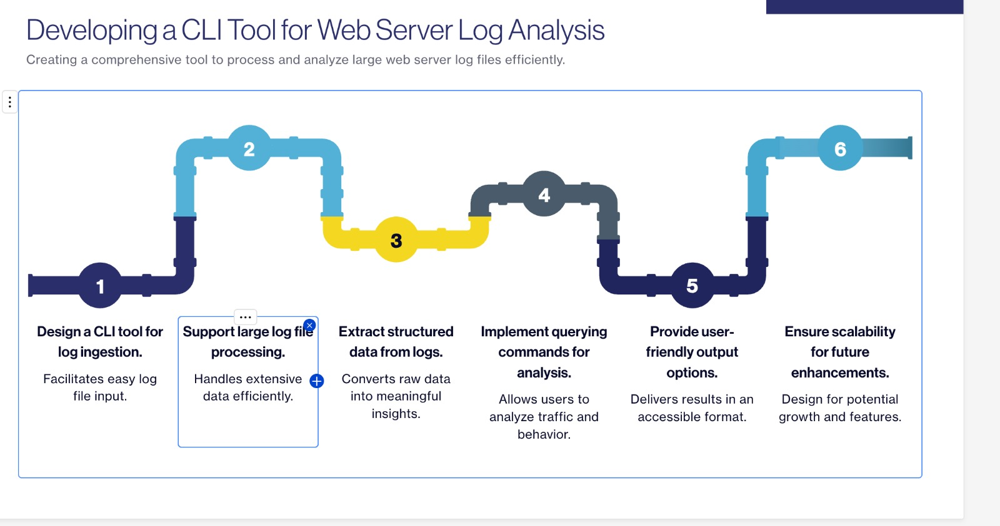 Developing a CLI Tool for Web Server Log Analysis
Creating a comprehensive tool to process and analyze large web server log files efficiently.
1
2
3
4
5
6
Design a CLI tool for
log ingestion.
Facilitates easy log
file input.
Support large log file
processing.
Handles extensive
data efficiently.
Extract structured
data from logs.
Converts raw data
into meaningful
insights.
Implement querying
commands for
analysis.
Allows users to
analyze traffic and
behavior.
Provide user-
friendly output
options.
Delivers results in an
accessible format.
Ensure scalability
for future
enhancements.
Design for potential
growth and features.